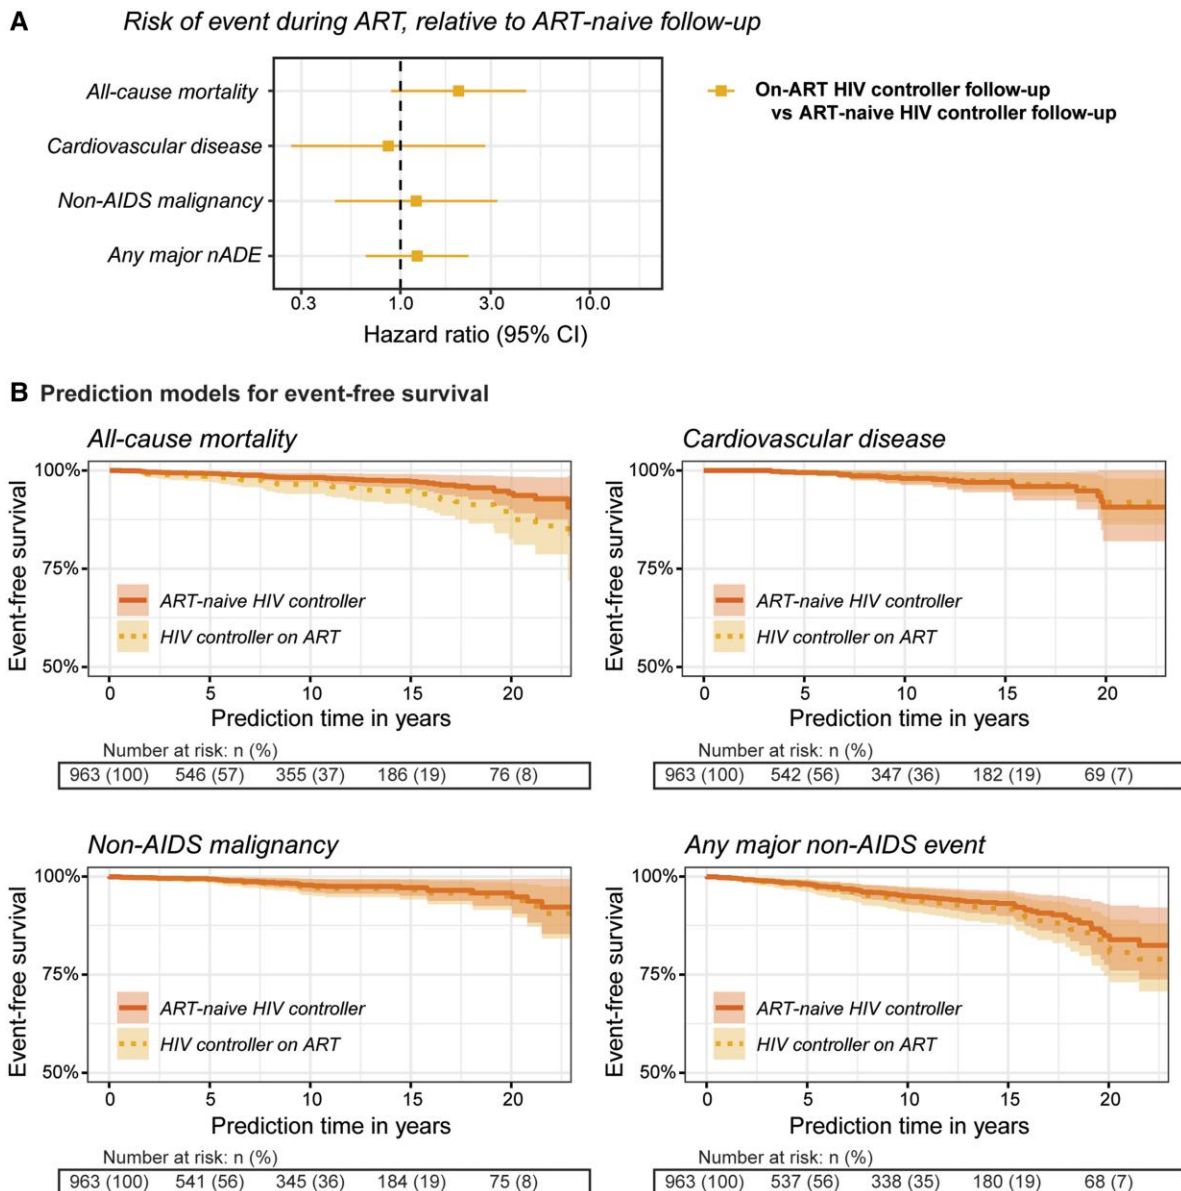 A Risk of event during ART, relative to ART-naive follow-up
All-cause mortality
Cardiovascular disease
Non-AIDS malignancy
Any major nADE
0.3 1.0 3.0 10.0
Hazard ratio (95% CI)
On-ART HIV controller follow-up
vs ART-naive HIV controller follow-up
B Prediction models for event-free survival
All-cause mortality
Event-free survival
100%
75%
50%
ART-naive HIV controller
HIV controller on ART
0 5 10 15 20
Prediction time in years
Number at risk: n (%)
963 (100) 546 (57) 355 (37) 186 (19) 76 (8)
Cardiovascular disease
Event-free survival
100%
75%
50%
ART-naive HIV controller
HIV controller on ART
0 5 10 15 20
Prediction time in years
Number at risk: n (%)
963 (100) 542 (56) 347 (36) 182 (19) 69 (7)
Non-AIDS malignancy
Event-free survival
100%
75%
50%
ART-naive HIV controller
HIV controller on ART
0 5 10 15 20
Prediction time in years
Number at risk: n (%)
963 (100) 541 (56) 345 (36) 184 (19) 75 (8)
Any major non-AIDS event
Event-free survival
100%
75%
50%
ART-naive HIV controller
HIV controller on ART
0 5 10 15 20
Prediction time in years
Number at risk: n (%)
963 (100) 537 (56) 338 (35) 180 (19) 68 (7)